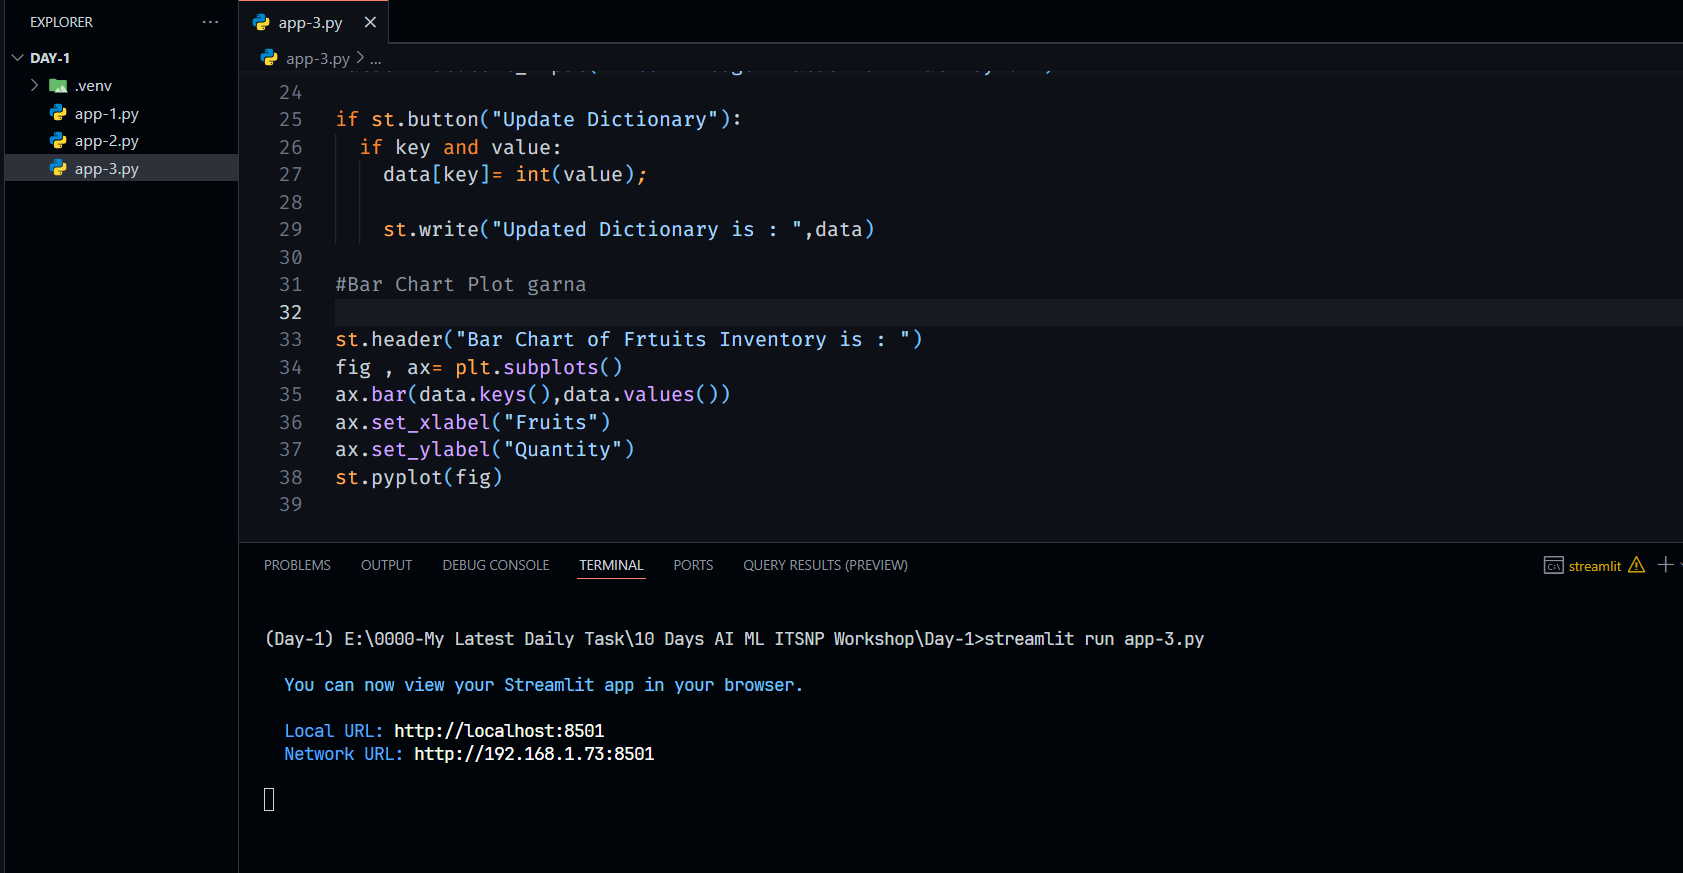 EXPLORER ...
DAY-1
.venv
app-1.py
app-2.py
app-3.py
app-3.py
app-3.py > ...
24
25 if st.button("Update Dictionary"):
26 if key and value:
27 data[key]= int(value);
28
29 st.write("Updated Dictionary is : ",data)
30
31 #Bar Chart Plot garna
32
33 st.header("Bar Chart of Frtuits Inventory is : ")
34 fig , ax= plt.subplots()
35 ax.bar(data.keys(),data.values())
36 ax.set_xlabel("Fruits")
37 ax.set_ylabel("Quantity")
38 st.pyplot(fig)
39
PROBLEMS OUTPUT DEBUG CONSOLE TERMINAL PORTS QUERY RESULTS (PREVIEW) streamlit
(Day-1) E:\0000-My Latest Daily Task\10 Days AI ML ITSNP Workshop\Day-1>streamlit run app-3.py
You can now view your Streamlit app in your browser.
Local URL: http://localhost:8501
Network URL: http://192.168.1.73:8501